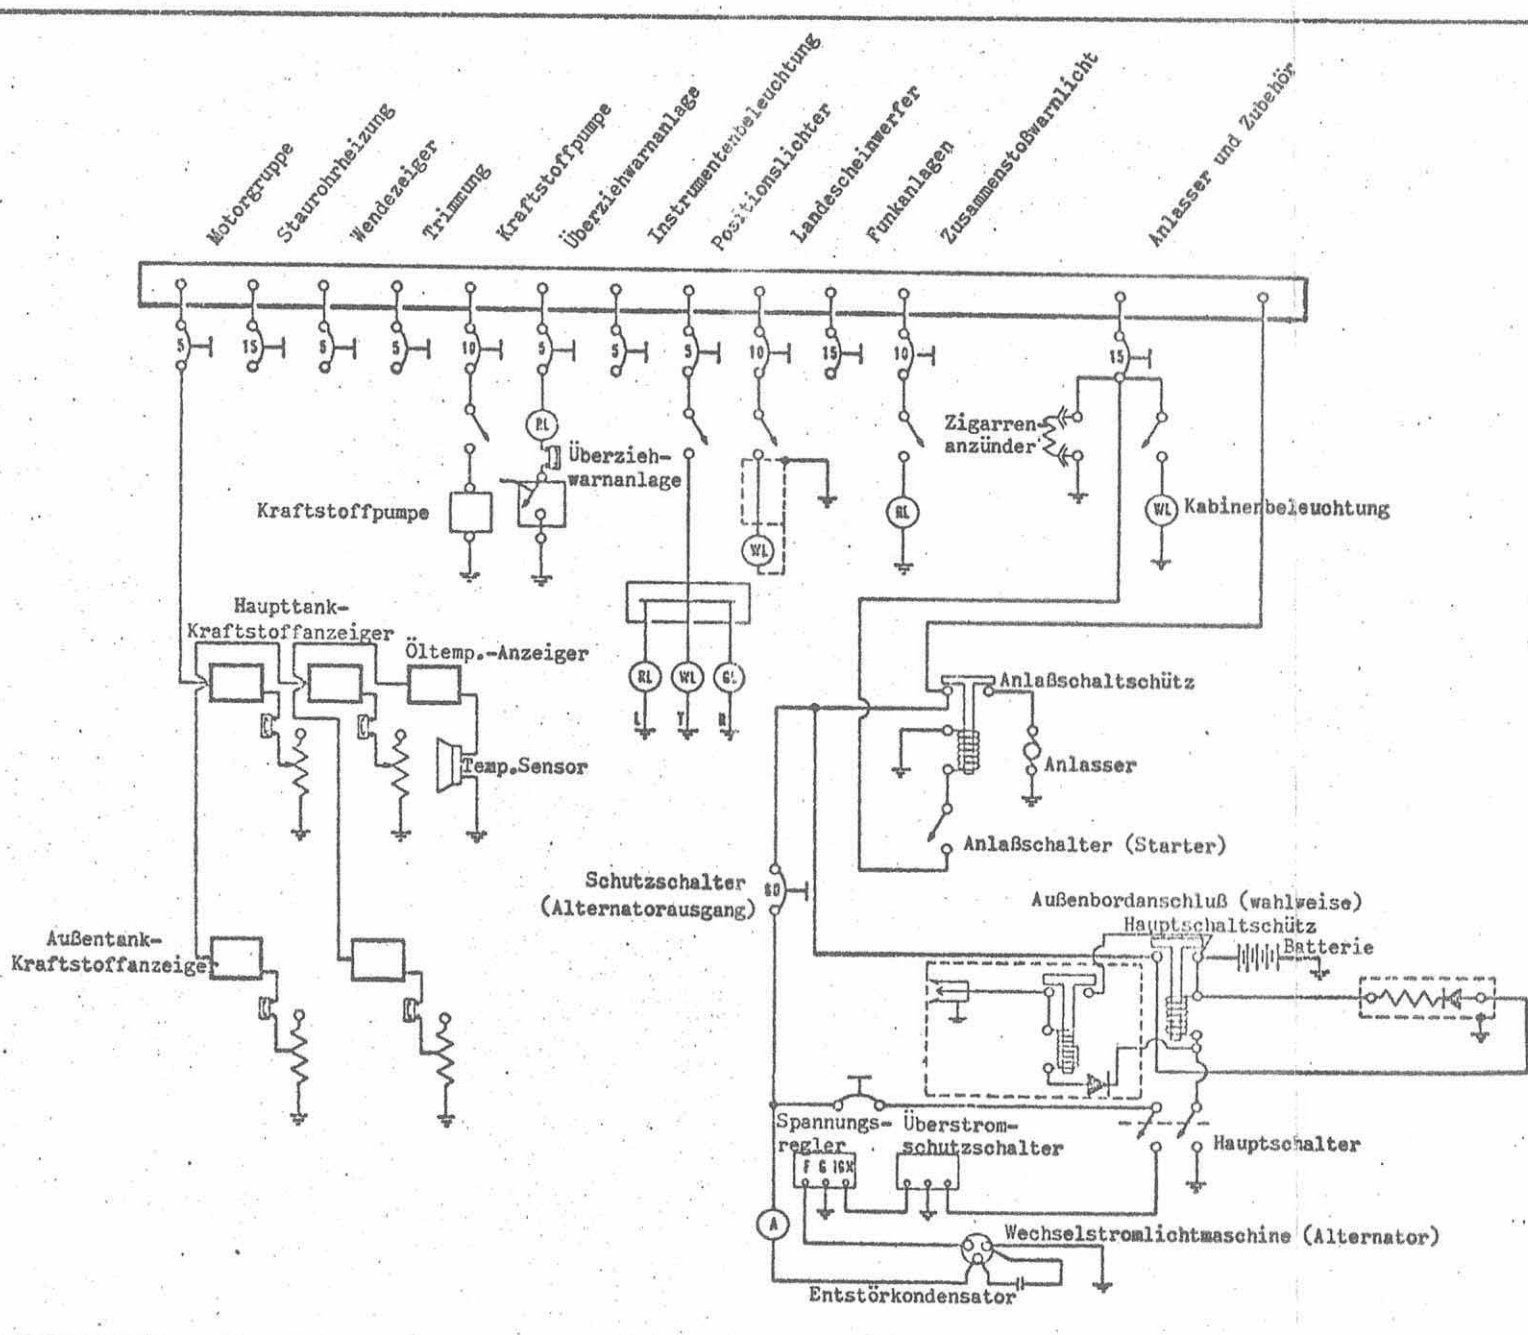 Motorgruppe
Staurohrheizung
Wendezeiger
Trimmung
Kraftstoffpumpe
Überziehwarnanlage
Instrumentenbeleuchtung
Positionslichter
Landescheinwerfer
Funkanlagen
Zusammenstoßwarnlicht
Anlasser und Zubehör
5
15
5
5
10
5
5
5
10
15
10
15
RL
Überzieh-
warnanlage
Kraftstoffpumpe
WL
RL
Zigarren-
anzünder
WL
Kabinenbeleuchtung
Haupttank-
Kraftstoffanzeiger
Öltemp.-Anzeiger
RL
WL
GL
L
T
R
Temp.Sensor
Anlaßschaltschütz
Anlasser
Anlaßschalter (Starter)
Schutzschalter
(Alternatorausgang)
60
Außenbordanschluß (wahlweise)
Hauptschaltschütz
Batterie
Außentank-
Kraftstoffanzeiger
Spannungs-
regler
F G IGN
Überstrom-
schutzschalter
Hauptschalter
A
Wechselstromlichtmaschine (Alternator)
Entstörkondensator